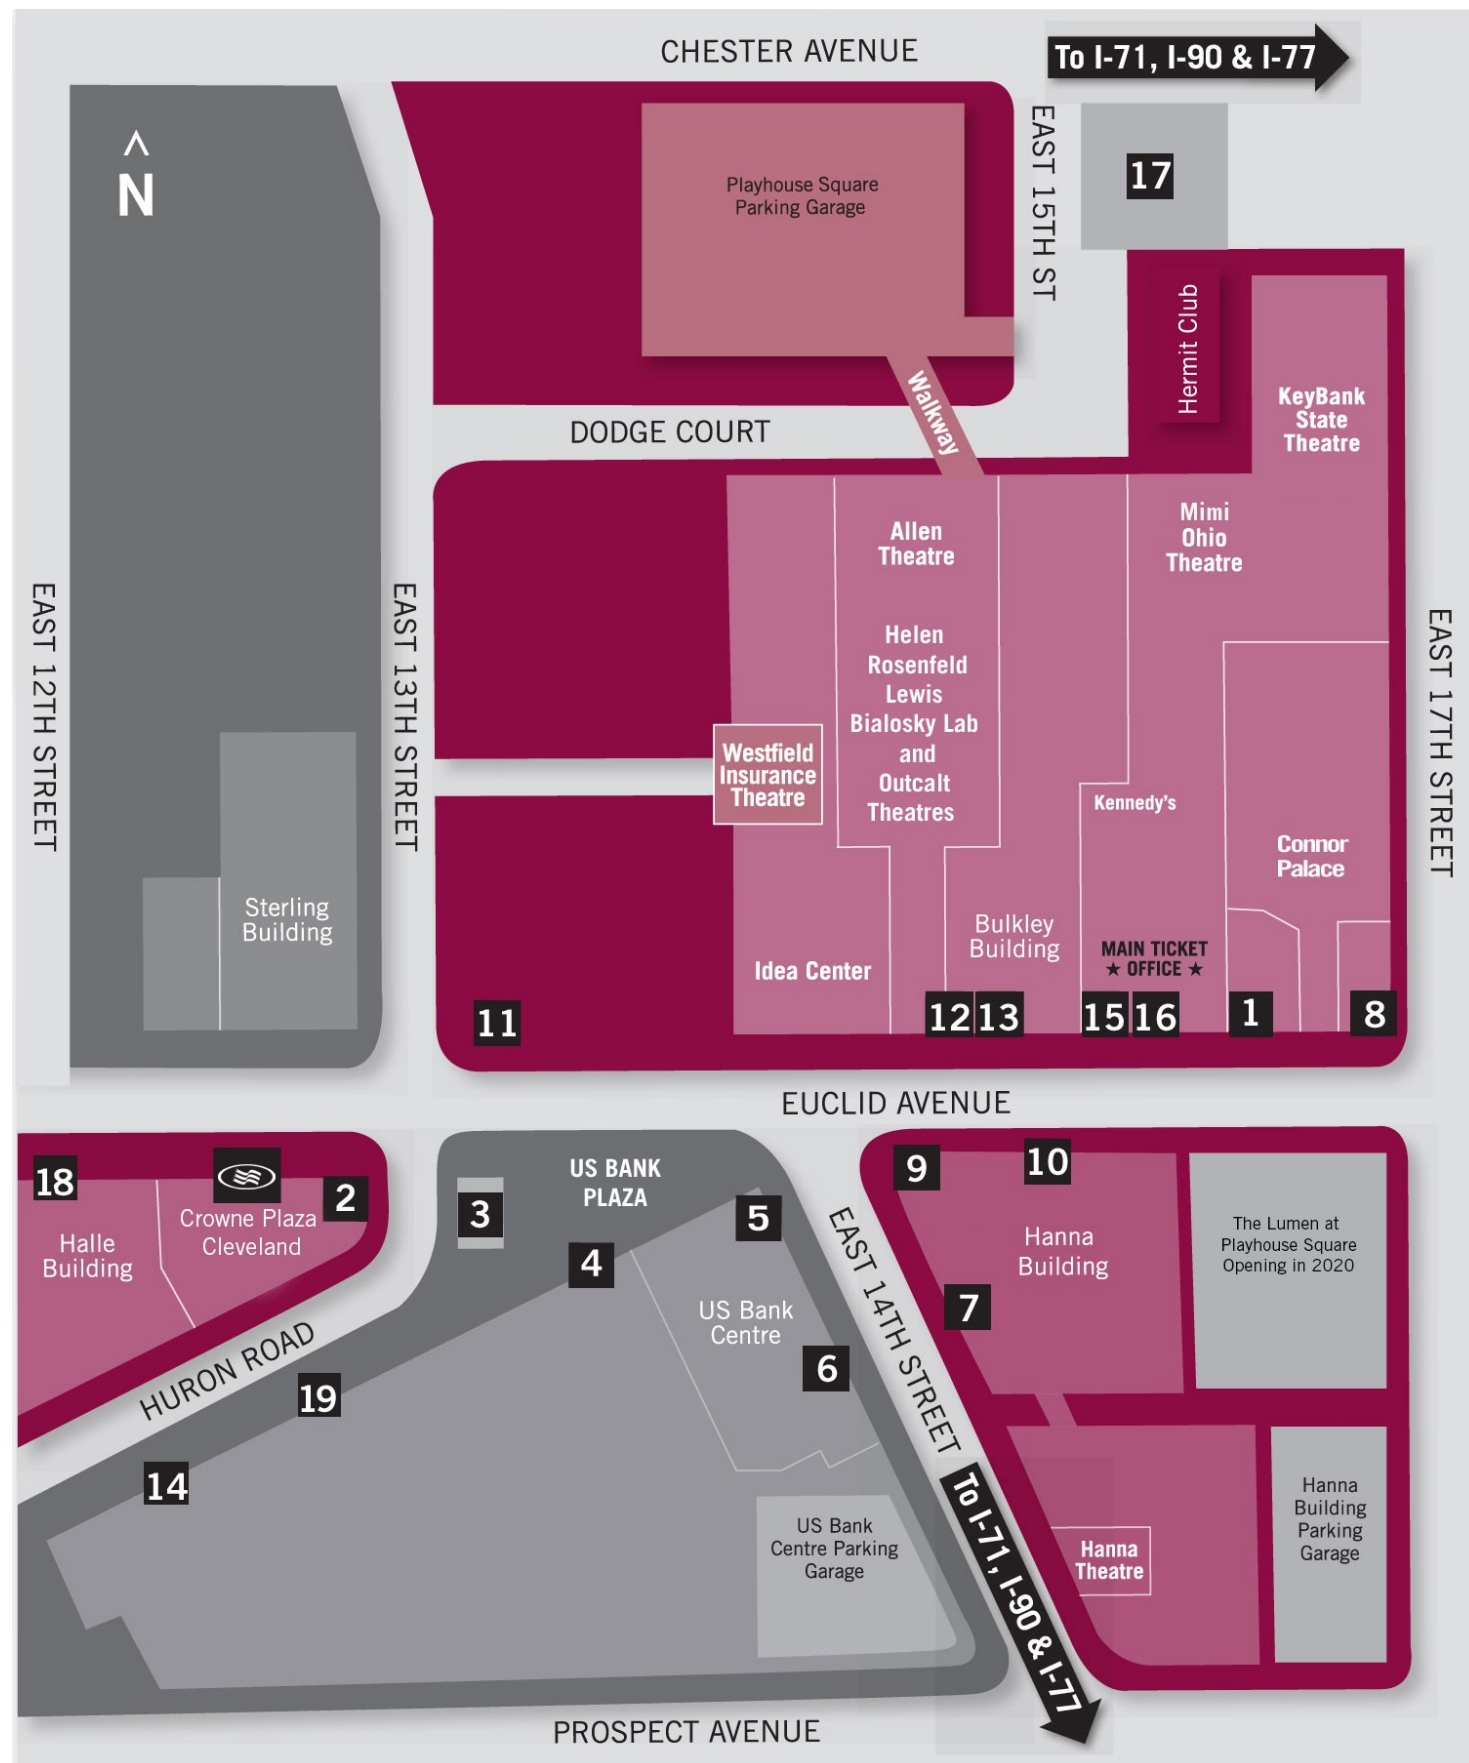 CHESTER AVENUE
To I-71, I-90 & I-77
^
N
Playhouse Square
Parking Garage
EAST 15TH ST
17
Hermit Club
Walkway
KeyBank
State
Theatre
DODGE COURT
Allen
Theatre
Mimi
Ohio
Theatre
EAST 12TH STREET
EAST 13TH STREET
EAST 17TH STREET
Helen
Rosenfeld
Lewis
Bialosky Lab
and
Outcalt
Theatres
Westfield
Insurance
Theatre
Kennedy's
Connor
Palace
Sterling
Building
Bulkley
Building
MAIN TICKET
★ OFFICE ★
Idea Center
11
12
13
15
16
1
8
EUCLID AVENUE
18
2
Crowne Plaza
Cleveland
Halle
Building
3
US BANK
PLAZA
4
5
US Bank
Centre
6
EAST 14TH STREET
9
10
Hanna
Building
7
The Lumen at
Playhouse Square
Opening in 2020
HURON ROAD
19
14
US Bank
Centre Parking
Garage
To I-71, I-90 & I-77
Hanna
Theatre
Hanna
Building
Parking
Garage
PROSPECT AVENUE